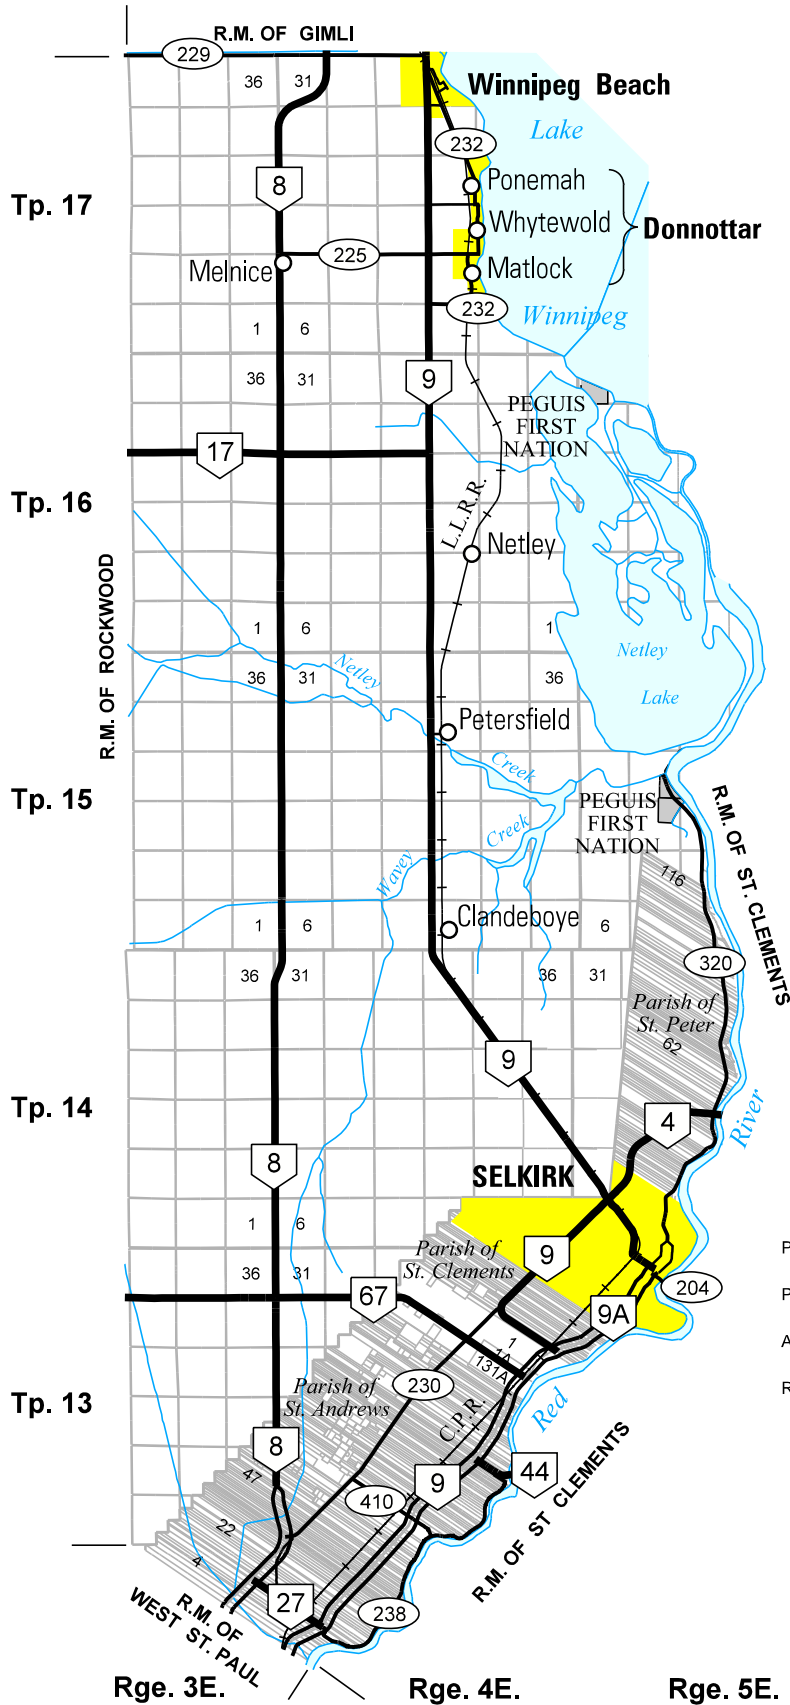 R.M. OF GIMLI
229
36 31
Winnipeg Beach
Lake
232
8
Ponemah
Tp. 17
Whytewold
Donnottar
225
Melnice
Matlock
232
Winnipeg
1 6
36 31
9
PEGUIS
FIRST
NATION
17
L.L.R.R.
Tp. 16
Netley
R.M. OF ROCKWOOD
1 6
1
Netley
Lake
36 31
36
Netley
Petersfield
Creek
Tp. 15
PEGUIS
FIRST
NATION
R.M. OF ST. CLEMENTS
Creek
Wavey
116
Clandeboye
1 6
6
320
36 31
36 31
Parish of
St. Peter
62
9
Tp. 14
4
River
8
SELKIRK
1 6
Parish of
St. Clements
9
36 31
P
204
67
P
9A
A
1
1A
131A
R
230
Parish of
St. Andrews
Tp. 13
C.P.R.
Red
8
44
47
9
410
R.M. OF ST CLEMENTS
22
4
27
238
R.M. OF
WEST ST. PAUL
Rge. 3E.
Rge. 4E.
Rge. 5E.